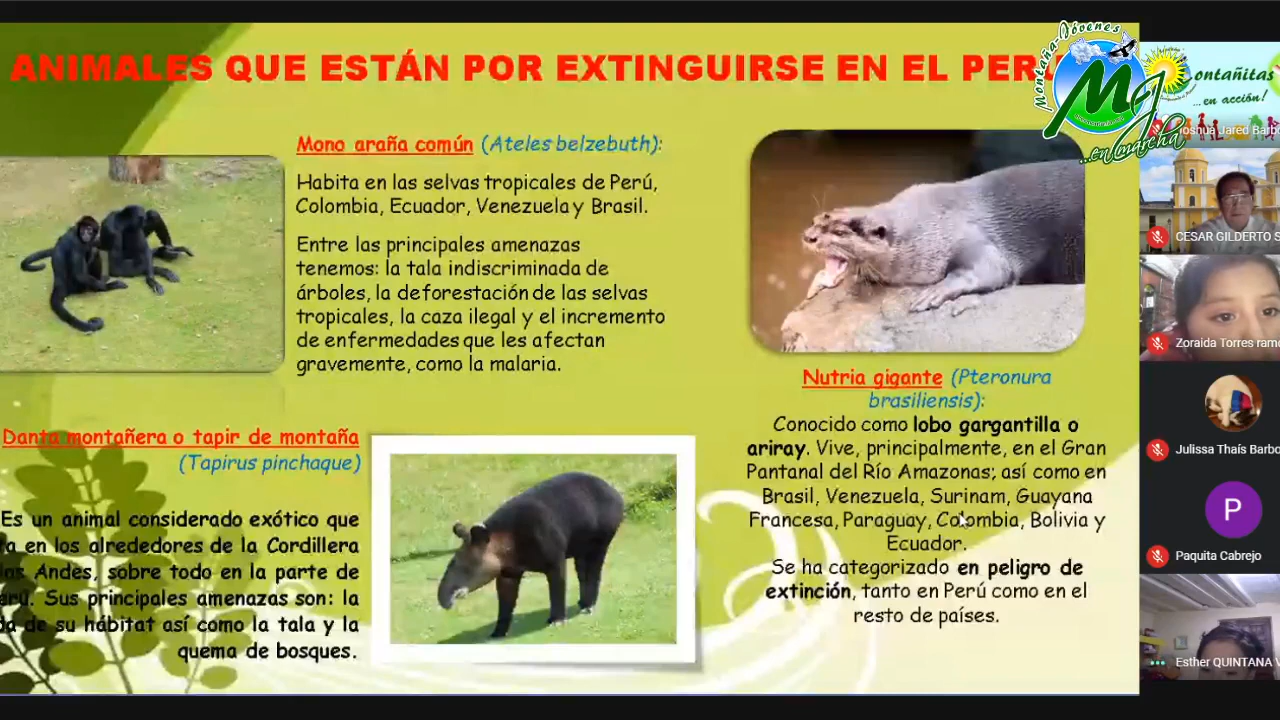 ANIMALES QUE ESTÁN POR EXTINGUIRSE EN EL PERÚ
Mono araña común (Ateles belzebuth):
Habita en las selvas tropicales de Perú,
Colombia, Ecuador, Venezuela y Brasil.
Entre las principales amenazas
tenemos: la tala indiscriminada de
árboles, la deforestación de las selvas
tropicales, la caza ilegal y el incremento
de enfermedades que les afectan
gravemente, como la malaria.
Danta montañera o tapir de montaña
(Tapirus pinchaque)
Es un animal considerado exótico que
en los alrededores de la Cordillera
Andes, sobre todo en la parte de
Sus principales amenazas son: la
de su hábitat así como la tala y la
quema de bosques.
Nutria gigante (Pteronura
brasiliensis):
Conocido como lobo gargantilla o
ariray. Vive, principalmente, en el Gran
Pantanal del Río Amazonas; así como en
Brasil, Venezuela, Surinam, Guayana
Francesa, Paraguay, Colombia, Bolivia y
Ecuador.
Se ha categorizado en peligro de
extinción, tanto en Perú como en el
resto de países.
Montaña-Jóvenes
MJ
...en marcha
ontañitas
...en acción!
Joshua Jared Barbo
CESAR GILDERTO S
Zoraida Torres ram
Julissa Thaís Barbo
P
Paquita Cabrejo
Esther QUINTANA V